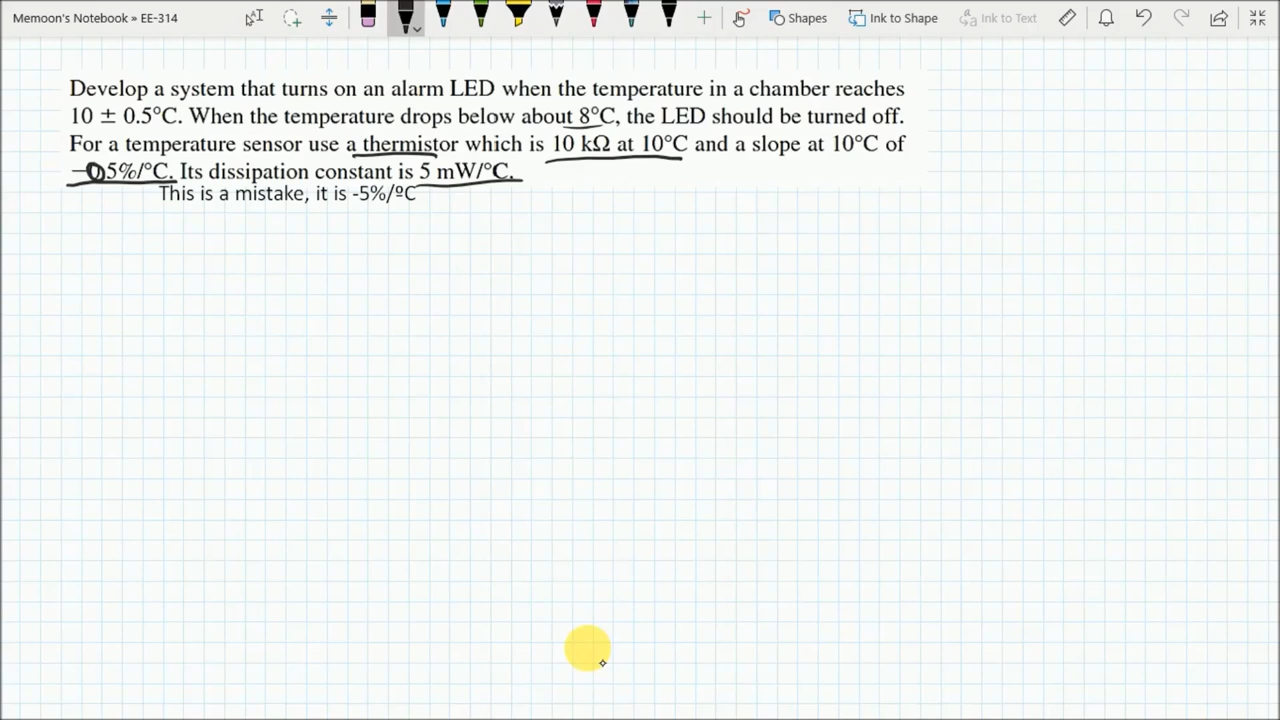 Memoon's Notebook » EE-314
Shapes
Ink to Shape
Ink to Text
Develop a system that turns on an alarm LED when the temperature in a chamber reaches
10 ± 0.5°C. When the temperature drops below about 8°C, the LED should be turned off.
For a temperature sensor use a thermistor which is 10 kΩ at 10°C and a slope at 10°C of
−05%/°C. Its dissipation constant is 5 mW/°C.
This is a mistake, it is -5%/ºC